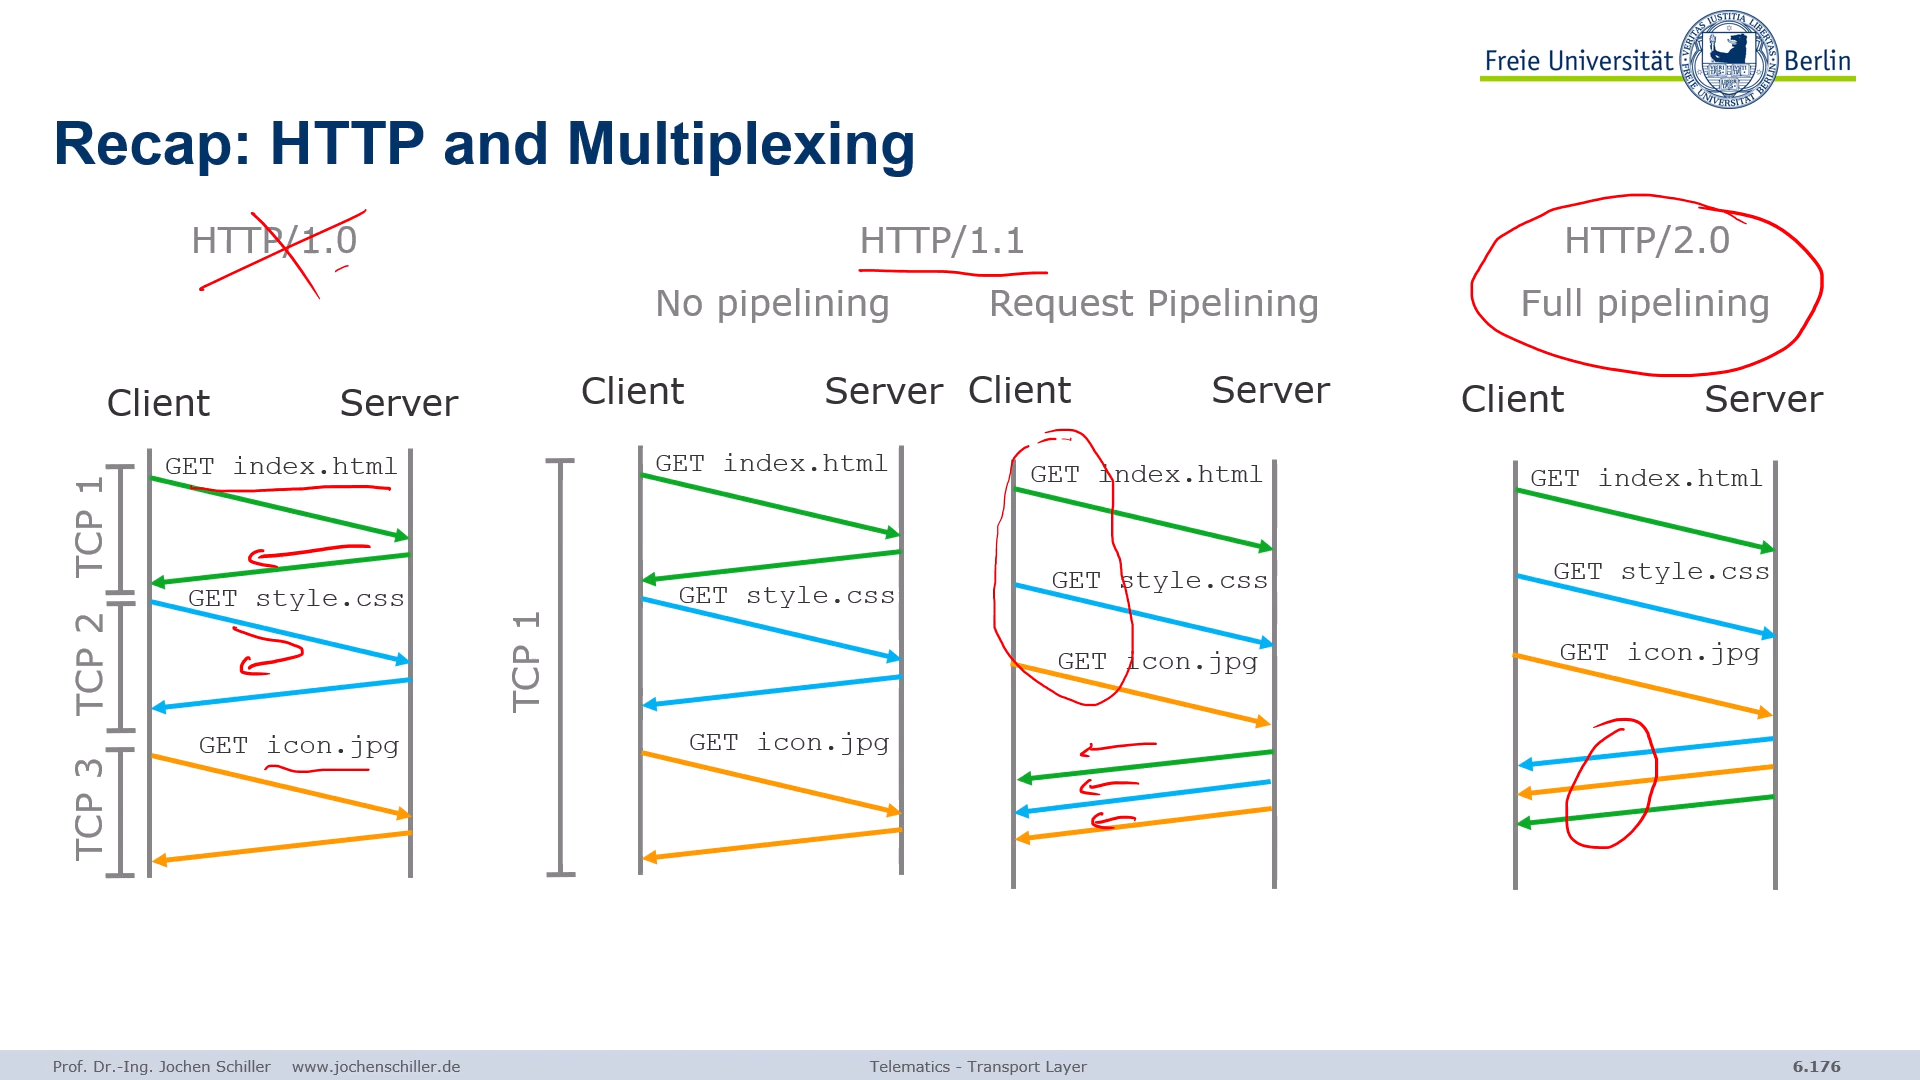 Freie Universität Berlin
Recap: HTTP and Multiplexing
HTTP/1.0
HTTP/1.1
HTTP/2.0
No pipelining
Request Pipelining
Full pipelining
Client Server
TCP 1
GET index.html
TCP 2
GET style.css
TCP 3
GET icon.jpg
Client Server
TCP 1
GET index.html
GET style.css
GET icon.jpg
Client Server
GET index.html
GET style.css
GET icon.jpg
Client Server
GET index.html
GET style.css
GET icon.jpg
Prof. Dr.-Ing. Jochen Schiller www.jochenschiller.de
Telematics - Transport Layer
6.176